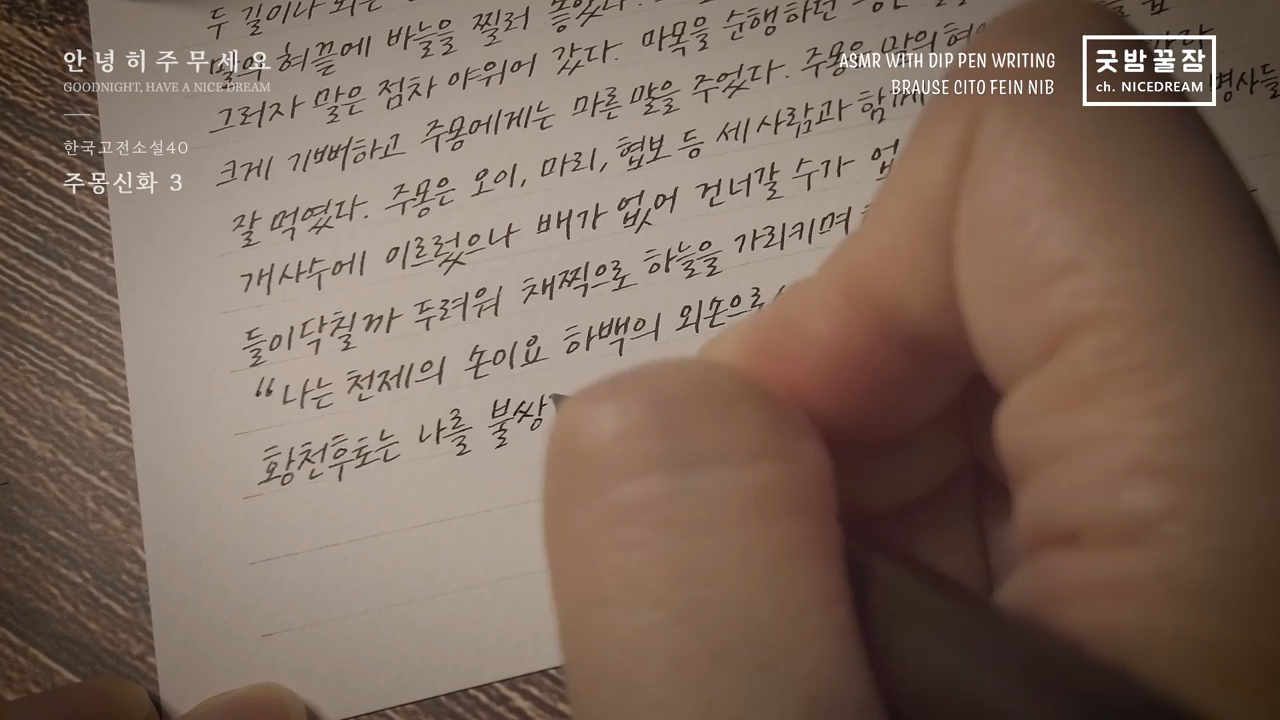 안녕히주무세요
GOODNIGHT, HAVE A NICE DREAM
한국고전소설40
주몽신화 3
ASMR WITH DIP PEN WRITING
BRAUSE CITO FEIN NIB
굿밤꿀잠
ch. NICEDREAM
두 길이나
말의 혀끝에 바늘을 찔러 놓았다.
그러자 말은 점차 야위어 갔다. 마목을 순행하던
크게 기뻐하고 주몽에게는 마른 말을 주었다. 주몽은 말의
잘 먹였다. 주몽은 오이, 마리, 협보 등 세 사람과 함께
개사수에 이르렀으나 배가 없어 건너갈 수가
들이닥칠까 두려워 채찍으로 하늘을 가리키며
“나는 천제의 손이요 하백의 외손으로
황천후토는 나를 불쌍